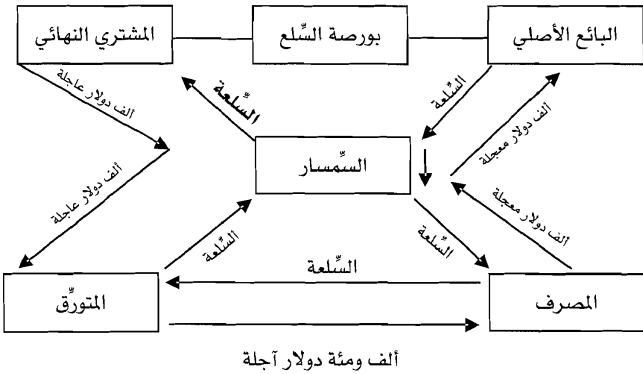 البائع الأصلي
بورصة السِّلع
المشتري النهائي
السِّلعة
السِّلعة
ألف دولار عاجلة
ألف دولار معجلة
السِّمسار
ألف دولار عاجلة
ألف دولار معجلة
السِّلعة
السِّلعة
السِّلعة
المصرف
المتورِّق
ألف ومئة دولار آجلة